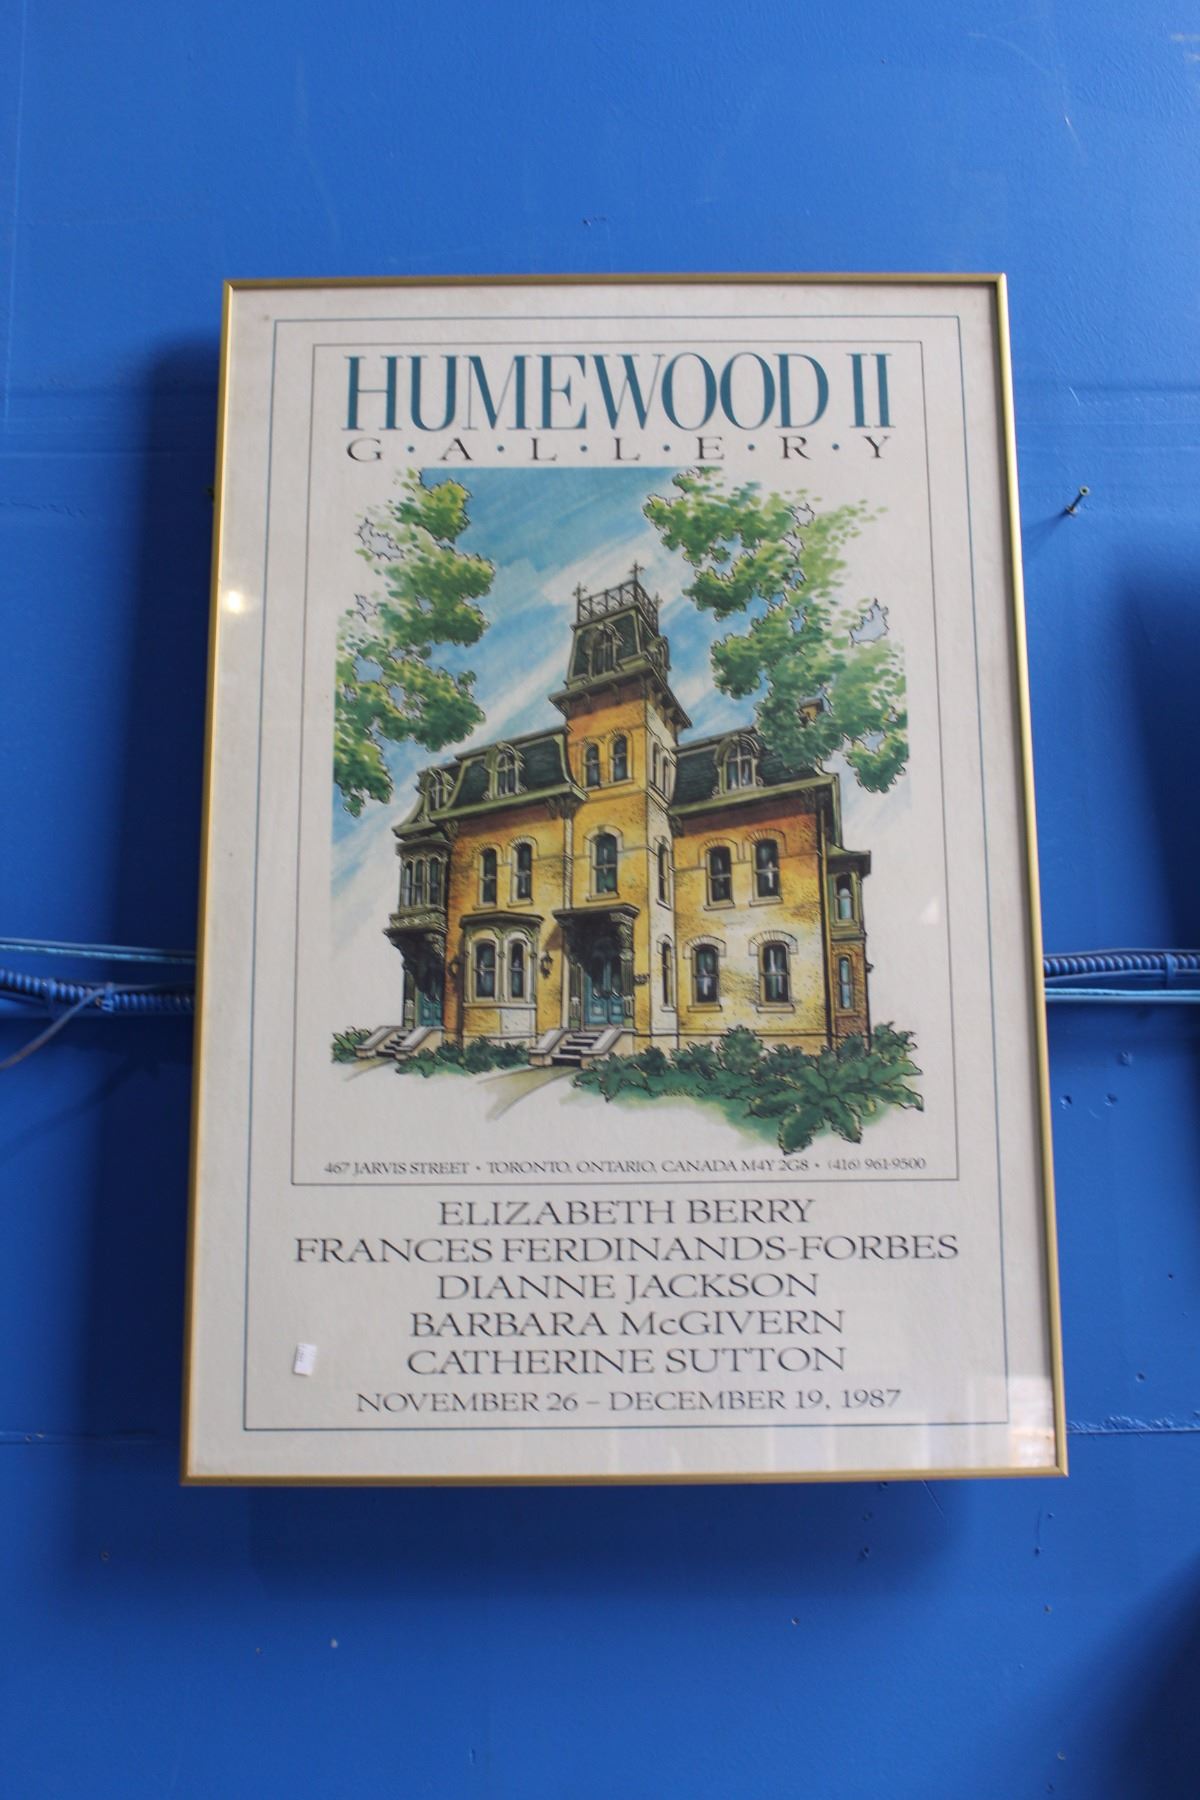 HUMEWOOD II
G·A·L·L·E·R·Y
467 JARVIS STREET • TORONTO, ONTARIO, CANADA M4Y 2G8 • (416) 961-9500
ELIZABETH BERRY
FRANCES FERDINANDS-FORBES
DIANNE JACKSON
BARBARA McGIVERN
CATHERINE SUTTON
NOVEMBER 26 – DECEMBER 19, 1987